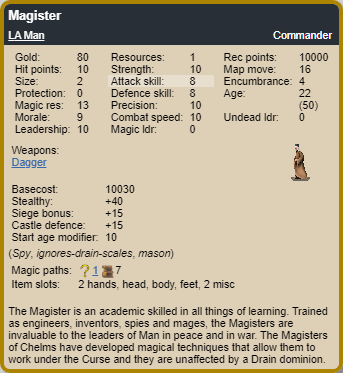 Magister
LA Man Commander
Gold: 80 Resources: 1 Rec points: 10000
Hit points: 10 Strength: 10 Map move: 16
Size: 2 Attack skill: 8 Encumbrance: 4
Protection: 0 Defence skill: 8 Age: 22
Magic res: 13 Precision: 10 (50)
Morale: 9 Combat speed: 10 Undead ldr: 0
Leadership: 10 Magic ldr: 0
Weapons:
Dagger
Basecost: 10030
Stealthy: +40
Siege bonus: +15
Castle defence: +15
Start age modifier: 10
(Spy, ignores-drain-scales, mason)
Magic paths: ? 1 7
Item slots: 2 hands, head, body, feet, 2 misc
The Magister is an academic skilled in all things of learning. Trained
as engineers, inventors, spies and mages, the Magisters are
invaluable to the leaders of Man in peace and in war. The Magisters
of Chelms have developed magical techniques that allow them to
work under the Curse and they are unaffected by a Drain dominion.